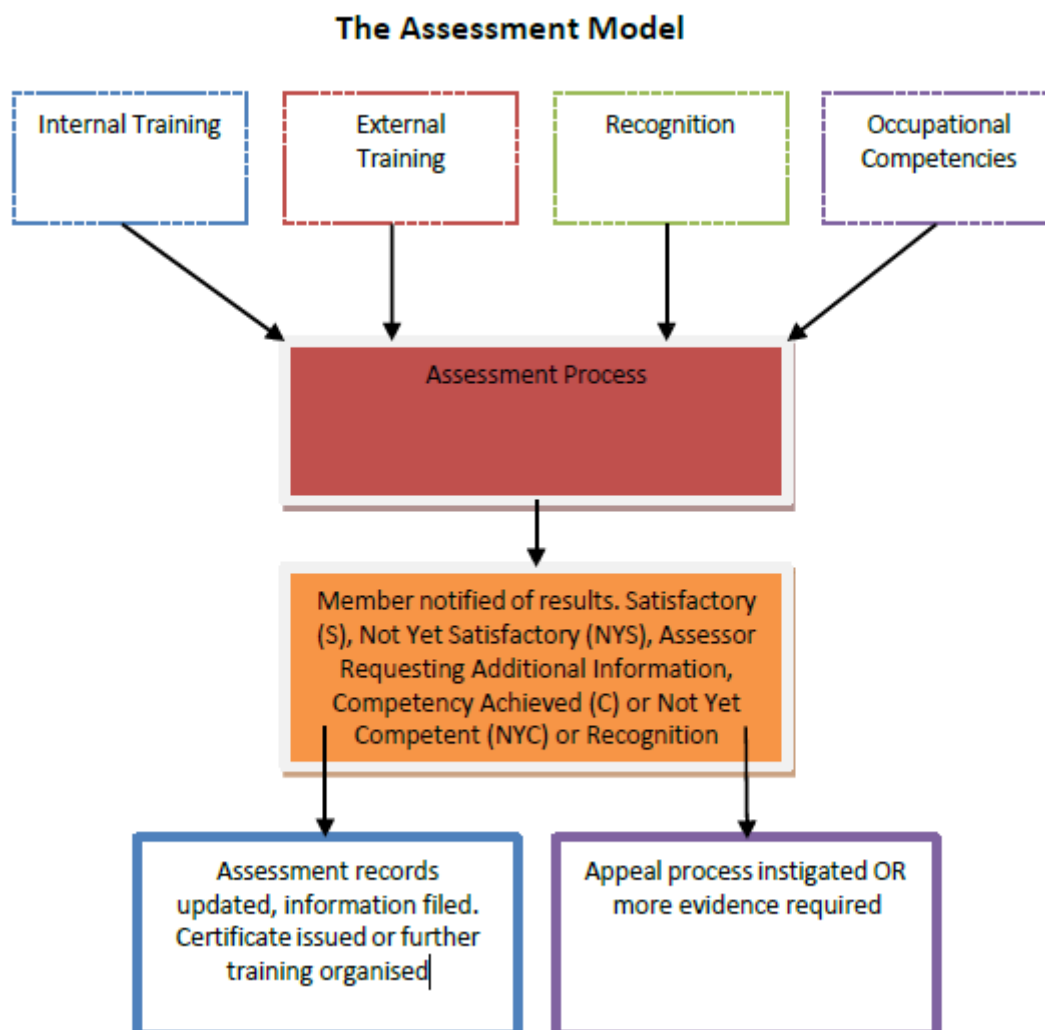 The Assessment Model
Internal Training
External
Training
Recognition
Occupational
Competencies
Assessment Process
Member notified of results. Satisfactory
(S), Not Yet Satisfactory (NYS), Assessor
Requesting Additional Information,
Competency Achieved (C) or Not Yet
Competent (NYC) or Recognition
Assessment records
updated, information filed.
Certificate issued or further
training organised
Appeal process instigated OR
more evidence required